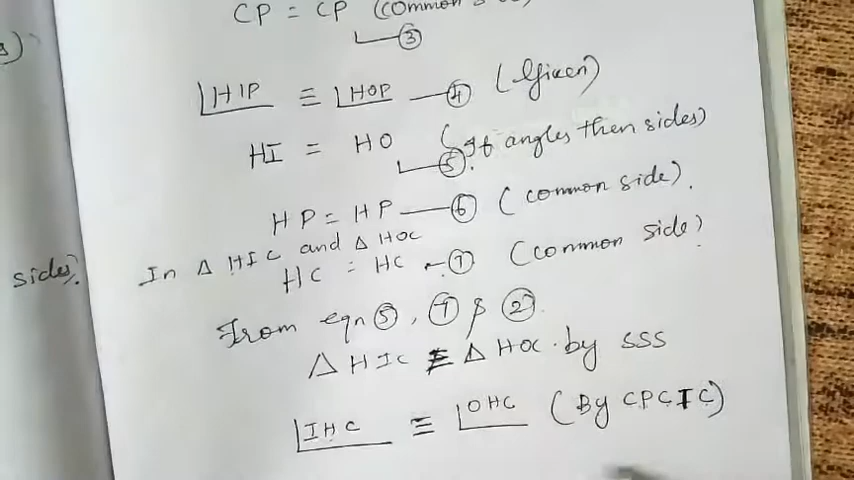 CP = CP (common
③
∠HIP ≡ ∠HOP — ④ (Given)
HI = HO (If angles then sides)
⑤
HP = HP — ⑥ (common side).
In △ HIC and △ HOC
sides).
HC = HC — ⑦ (common side)
From eqn ⑤, ⑦ & ②.
△ HIC ≡ △ HOC. by SSS
∠IHC ≡ ∠OHC (By CPCTC)